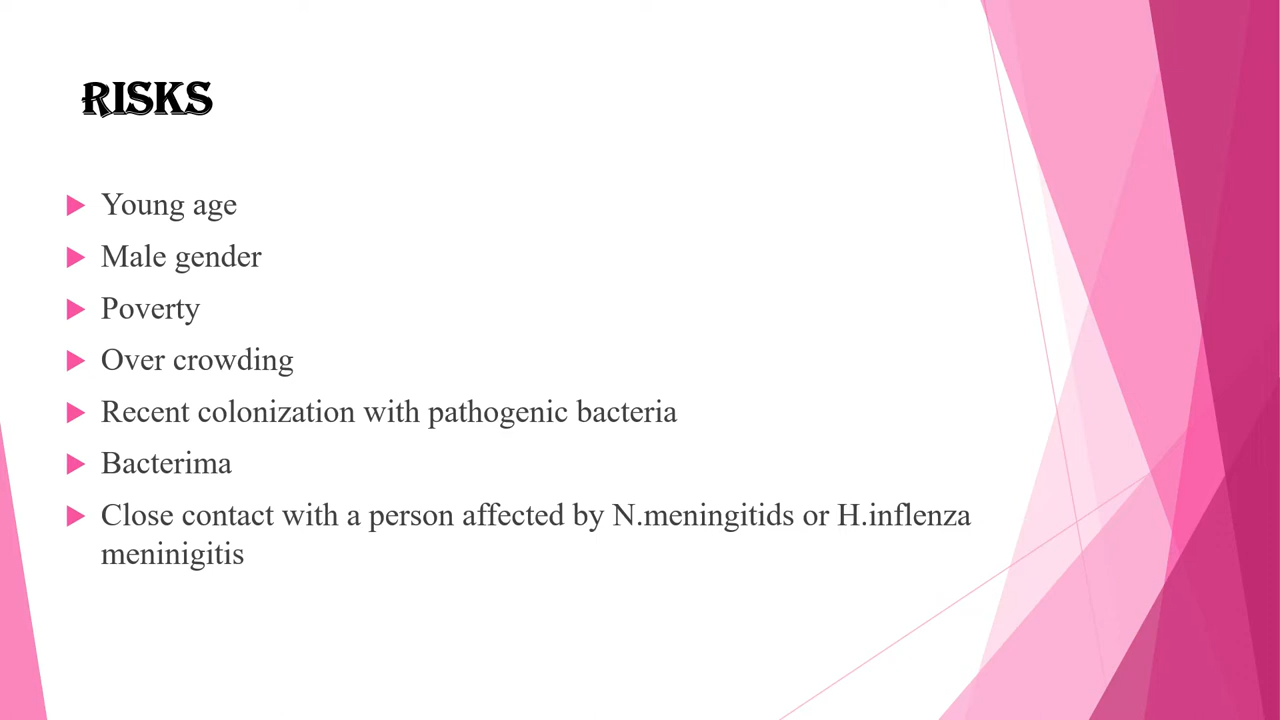 RISKS
Young age
Male gender
Poverty
Over crowding
Recent colonization with pathogenic bacteria
Bacterima
Close contact with a person affected by N.meningitids or H.inflenza
meninigitis